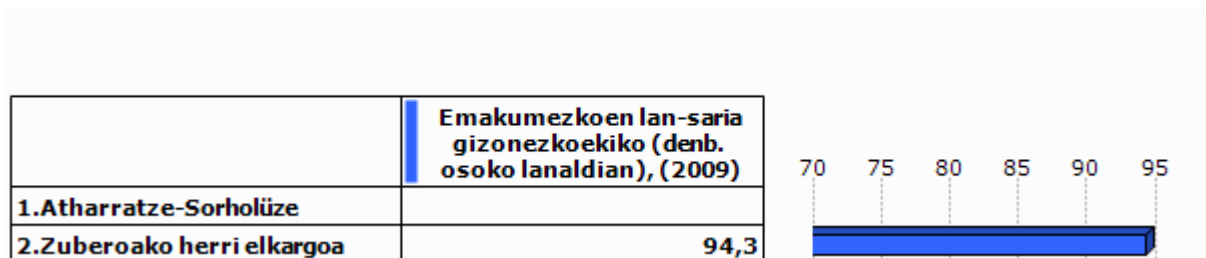 Emakumezkoen lan-saria
gizonezkoekiko (denb.
osoko lanaldian), (2009)
70 75 80 85 90 95
1.Atharratze-Sorholüze
2.Zuberoako herri elkargoa 94,3